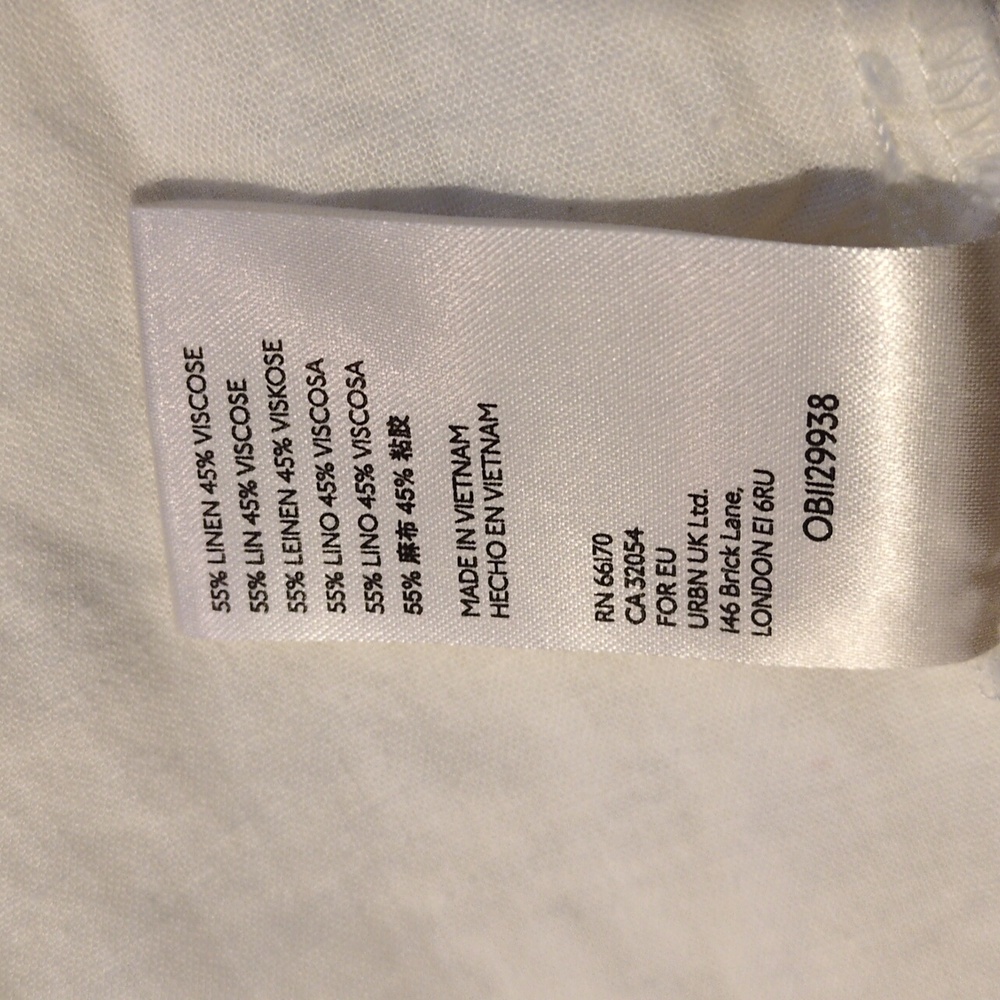 55% LINEN 45% VISCOSE
55% LIN 45% VISCOSE
55% LEINEN 45% VISKOSE
55% LINO 45% VISCOSA
55% LINO 45% VISCOSA
55% 麻布 45% 粘胶
MADE IN VIETNAM
HECHO EN VIETNAM
RN 66170
CA 32054
FOR EU
URBN UK Ltd.
146 Brick Lane,
LONDON E1 6RU
OB1129938